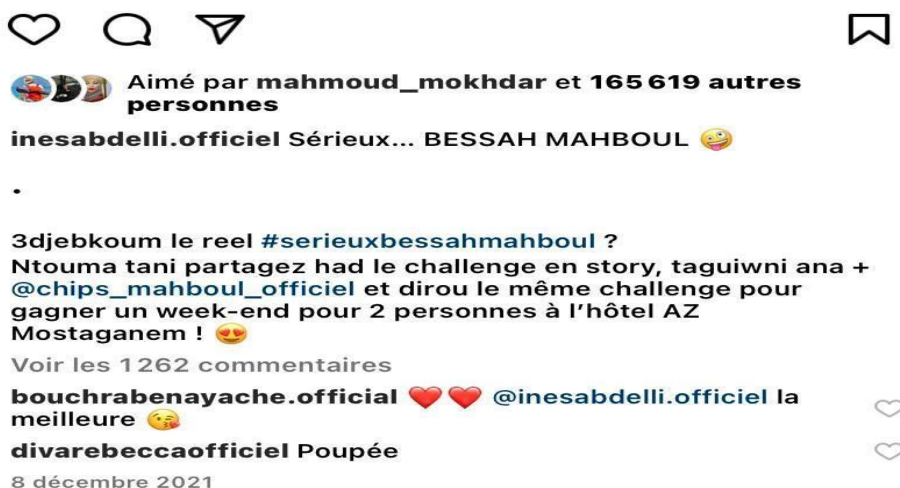 Aimé par mahmoud_mokhdar et 165 619 autres
personnes
inesabdelli.officiel Sérieux... BESSAH MAHBOUL 🤪
.
3djebkoum le reel #serieuxbessahmahboul ?
Ntouma tani partagez had le challenge en story, taguiwni ana +
@chips_mahboul_officiel et dirou le même challenge pour
gagner un week-end pour 2 personnes à l'hôtel AZ
Mostaganem ! 😍
Voir les 1 262 commentaires
bouchrabenayache.official ❤️❤️ @inesabdelli.officiel la
meilleure 😘
divarebeccaofficiel Poupée
8 décembre 2021